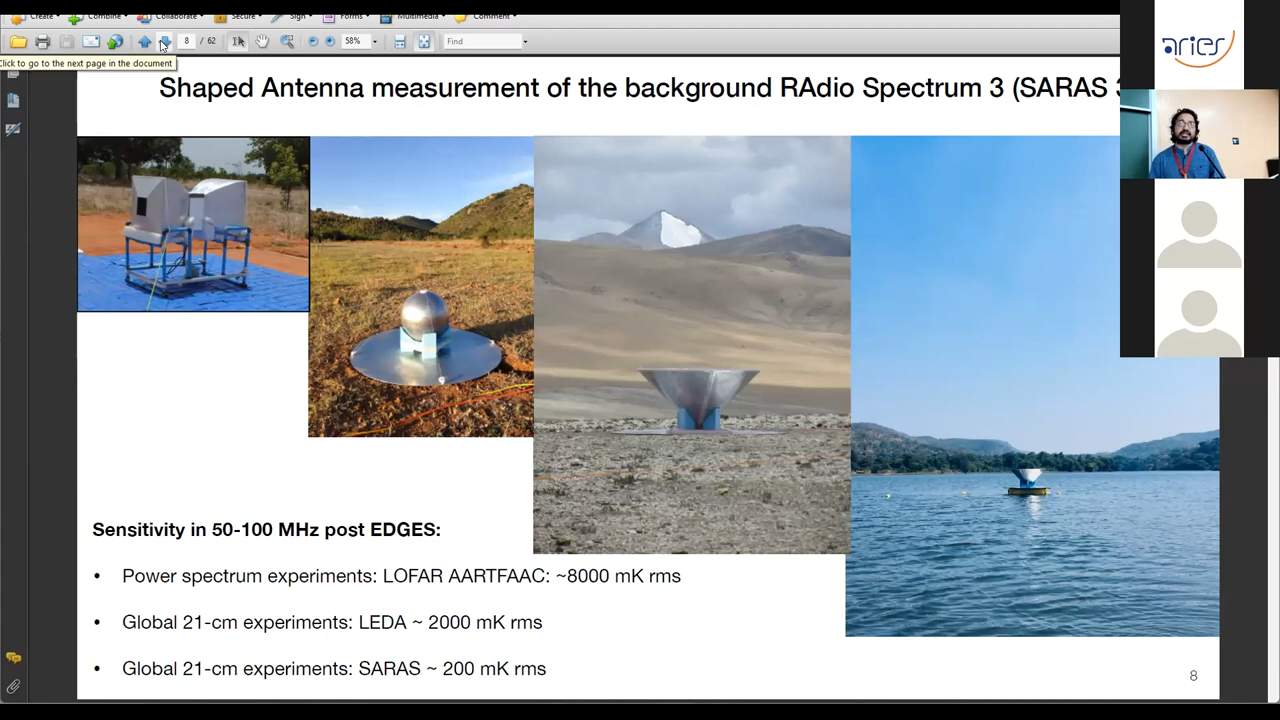 Create Combine Collaborate Secure Sign Forms Multimedia Comment
8 / 62 58% Find
Click to go to the next page in the document
aries
Shaped Antenna measurement of the background RAdio Spectrum 3 (SARAS 3
Sensitivity in 50-100 MHz post EDGES:
• Power spectrum experiments: LOFAR AARTFAAC: ~8000 mK rms
• Global 21-cm experiments: LEDA ~ 2000 mK rms
• Global 21-cm experiments: SARAS ~ 200 mK rms
8